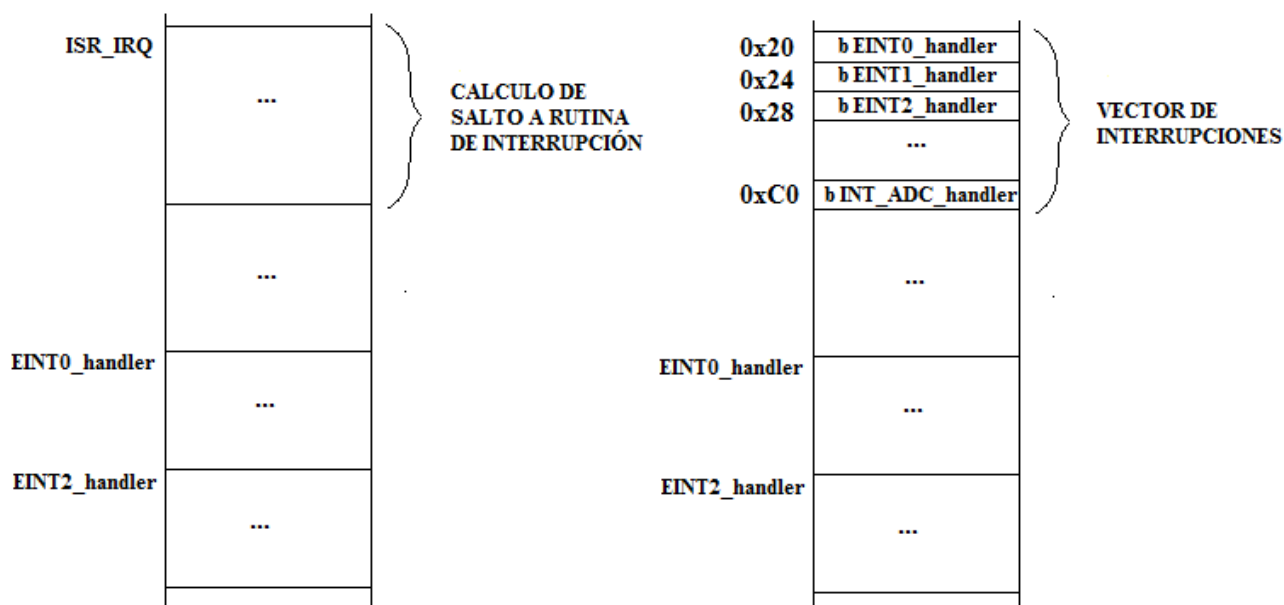 ISR_IRQ
...
CALCULO DE
SALTO A RUTINA
DE INTERRUPCIÓN
...
EINT0_handler
...
EINT2_handler
...
0x20 b EINT0_handler
0x24 b EINT1_handler
0x28 b EINT2_handler
...
0xC0 b INT_ADC_handler
VECTOR DE
INTERRUPCIONES
...
EINT0_handler
...
EINT2_handler
...